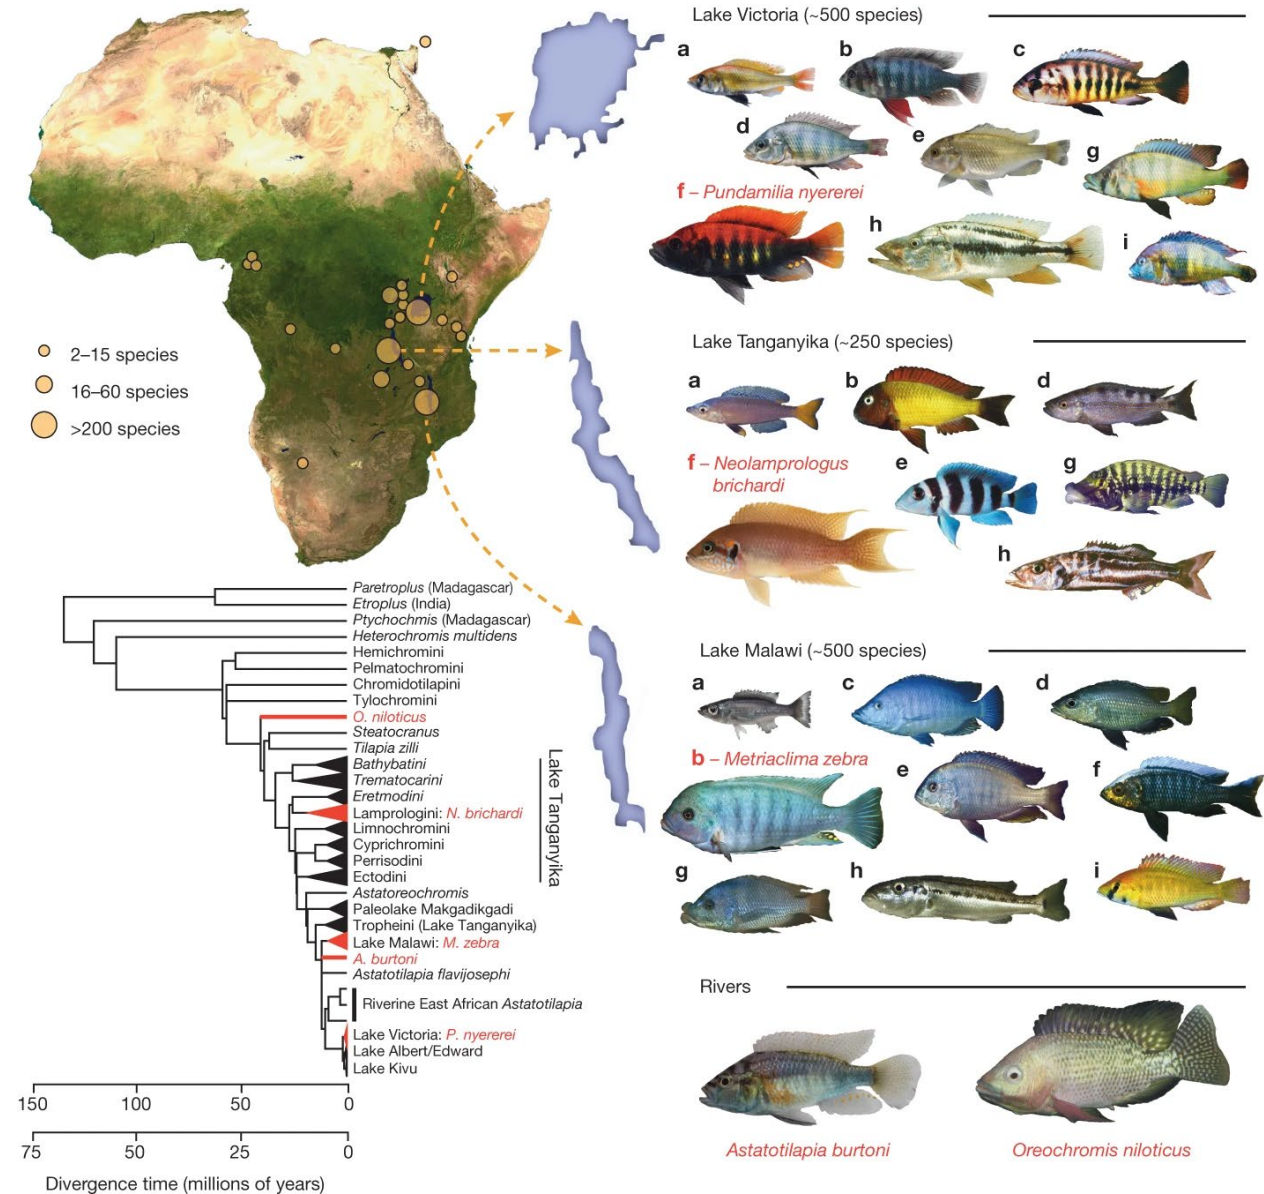 Lake Victoria (~500 species)
a
b
c
d
e
g
f – Pundamilia nyererei
h
i
2–15 species
16–60 species
>200 species
Lake Tanganyika (~250 species)
a
b
d
f – Neolamprologus
brichardi
e
g
h
Lake Malawi (~500 species)
a
c
d
b – Metriaclima zebra
e
f
g
h
i
Rivers
Astatotilapia burtoni
Oreochromis niloticus
Paretroplus (Madagascar)
Etroplus (India)
Ptychochmis (Madagascar)
Heterochromis multidens
Hemichromini
Pelmatochromini
Chromidotilapini
Tylochromini
O. niloticus
Steatocranus
Tilapia zilli
Bathybatini
Trematocarini
Eretmodini
Lamprologini: N. brichardi
Limnochromini
Cyprichromini
Perrisodini
Ectodini
Lake Tanganyika
Astatoreochromis
Paleolake Makgadikgadi
Tropheini (Lake Tanganyika)
Lake Malawi: M. zebra
A. burtoni
Astatotilapia flavijosephi
Riverine East African Astatotilapia
Lake Victoria: P. nyererei
Lake Albert/Edward
Lake Kivu
150 100 50 0
75 50 25 0
Divergence time (millions of years)